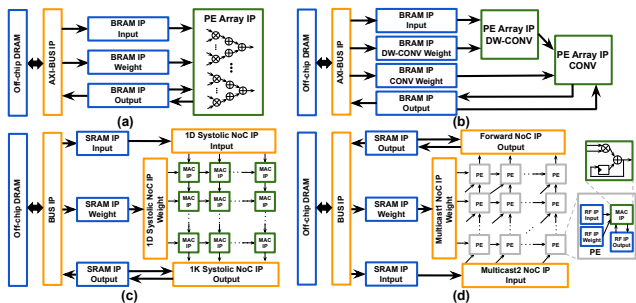 Off-chip DRAM
AXI-BUS IP
BRAM IP
Input
BRAM IP
Weight
BRAM IP
Output
PE Array IP
(a)
Off-chip DRAM
AXI-BUS IP
BRAM IP
Input
BRAM IP
DW-CONV Weight
BRAM IP
CONV Weight
BRAM IP
Output
PE Array IP
DW-CONV
PE Array IP
CONV
(b)
Off-chip DRAM
BUS IP
SRAM IP
Input
SRAM IP
Weight
SRAM IP
Output
1D Systolic NoC IP
Intput
1D Systolic NoC IP
Weight
MAC IP
MAC IP
MAC IP
MAC IP
MAC IP
MAC IP
MAC IP
MAC IP
MAC IP
1K Systolic NoC IP
Output
(c)
Off-chip DRAM
BUS IP
SRAM IP
Output
SRAM IP
Weight
SRAM IP
Intput
Forward NoC IP
Output
Multicast1 NoC IP
Weight
PE
PE
PE
PE
PE
PE
PE
PE
PE
Multicast2 NoC IP
Input
RF IP
Input
MAC
IP
RF IP
Weight
RF IP
Output
PE
(d)